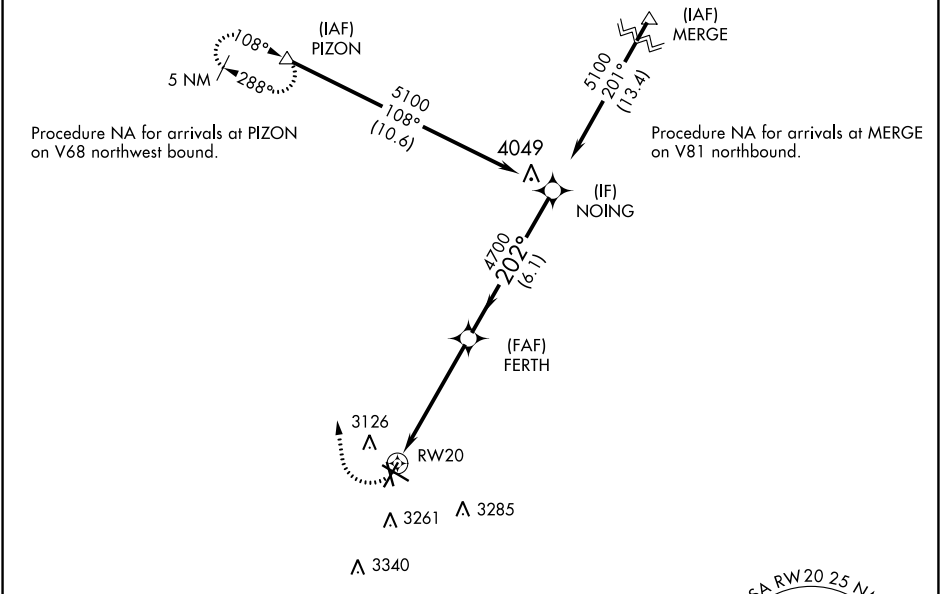 (IAF)
PIZON
108°
288°
5 NM
5100
108°
(10.6)
(IAF)
MERGE
5100
201°
(13.4)
Procedure NA for arrivals at PIZON
on V68 northwest bound.
Procedure NA for arrivals at MERGE
on V81 northbound.
4049
(IF)
NOING
4700
202°
(6.1)
(FAF)
FERTH
3126
RW20
3261
3285
3340
RW20 25